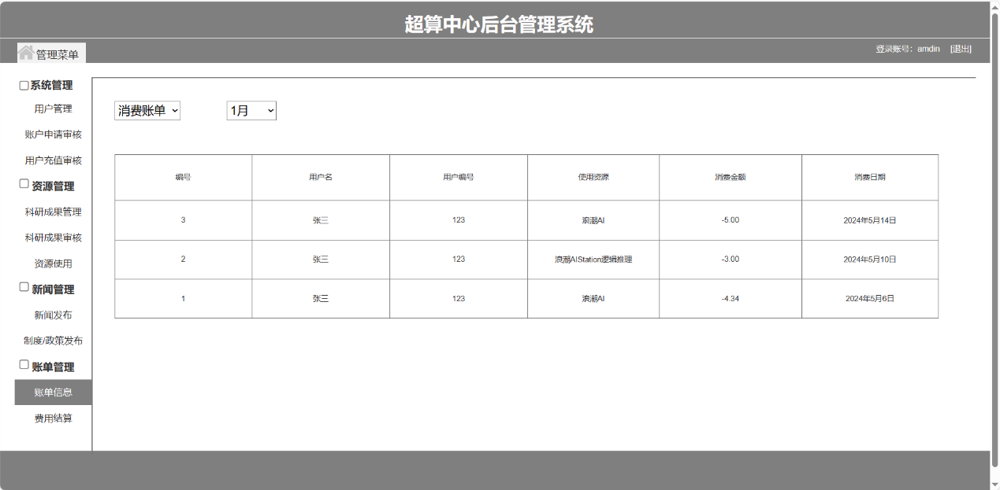 超算中心后台管理系统
管理菜单
登录账号：amdin [退出]
系统管理
用户管理
账户申请审核
用户充值审核
资源管理
科研成果管理
科研成果审核
资源使用
新闻管理
新闻发布
制度/政策发布
账单管理
账单信息
费用结算
消费账单 1月
编号 用户名 用户编号 使用资源 消费金额 消费日期
3 张三 123 浪潮AI -5.00 2024年5月14日
2 张三 123 浪潮AIStation逻辑推理 -3.00 2024年5月10日
1 张三 123 浪潮AI -4.34 2024年5月6日